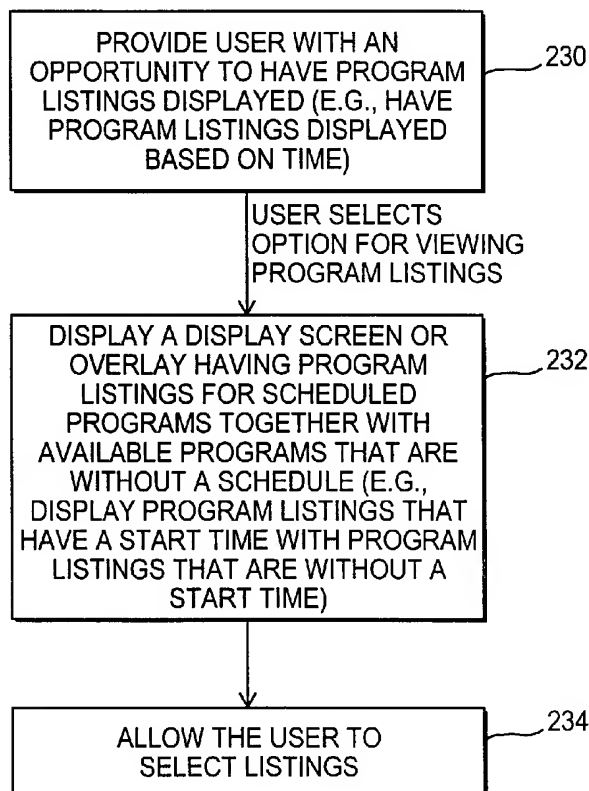 PROVIDE USER WITH AN
OPPORTUNITY TO HAVE PROGRAM
LISTINGS DISPLAYED (E.G., HAVE
PROGRAM LISTINGS DISPLAYED
BASED ON TIME)
230
USER SELECTS
OPTION FOR VIEWING
PROGRAM LISTINGS
DISPLAY A DISPLAY SCREEN OR
OVERLAY HAVING PROGRAM
LISTINGS FOR SCHEDULED
PROGRAMS TOGETHER WITH
AVAILABLE PROGRAMS THAT ARE
WITHOUT A SCHEDULE (E.G.,
DISPLAY PROGRAM LISTINGS THAT
HAVE A START TIME WITH PROGRAM
LISTINGS THAT ARE WITHOUT A
START TIME)
232
ALLOW THE USER TO
SELECT LISTINGS
234